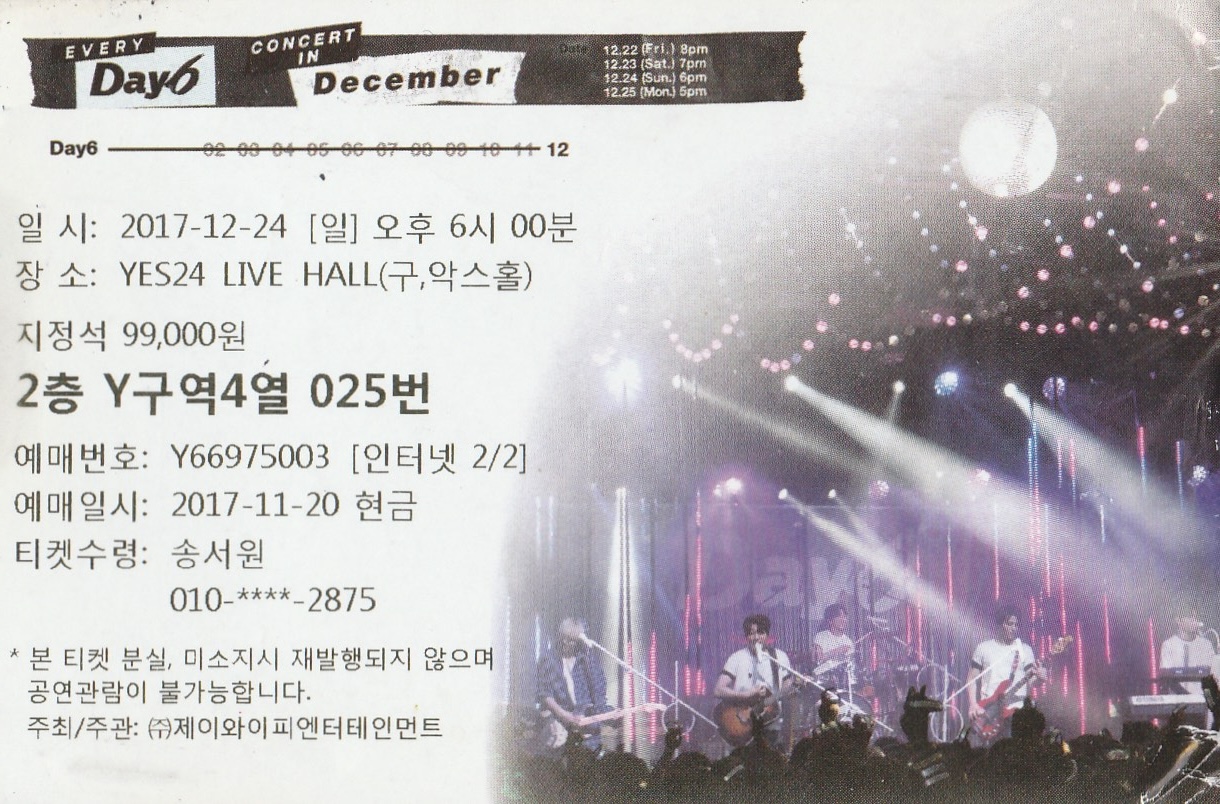 EVERY
Day6
CONCERT
IN
December
Date 12.22 (Fri.) 8pm
12.23 (Sat.) 7pm
12.24 (Sun.) 6pm
12.25 (Mon.) 5pm
Day6 02 03 04 05 06 07 08 09 10 11 12
일 시: 2017-12-24 [일] 오후 6시 00분
장 소: YES24 LIVE HALL(구,악스홀)
지정석 99,000원
2층 Y구역4열 025번
예매번호: Y66975003 [인터넷 2/2]
예매일시: 2017-11-20 현금
티켓수령: 송서원
010-****-2875
* 본 티켓 분실, 미소지시 재발행되지 않으며
공연관람이 불가능합니다.
주최/주관: ㈜제이와이피엔터테인먼트
Day6